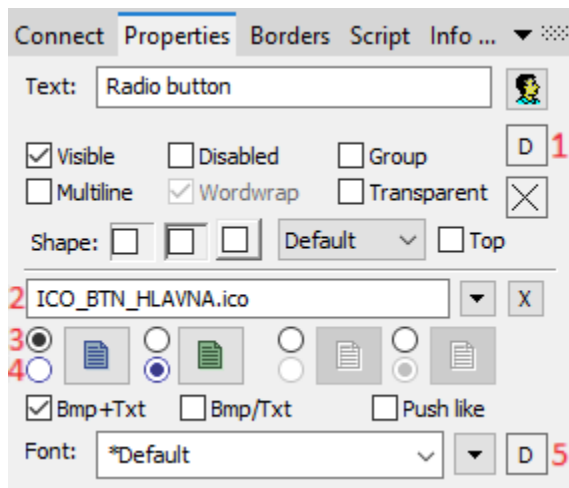 Connect Properties Borders Script Info ...
Text: Radio button
D 1
Visible Disabled Group
Multiline Wordwrap Transparent
Shape: Default Top
2 ICO_BTN_HLAVNA.ico X
3
4
Bmp+Txt Bmp/Txt Push like
Font: *Default D 5